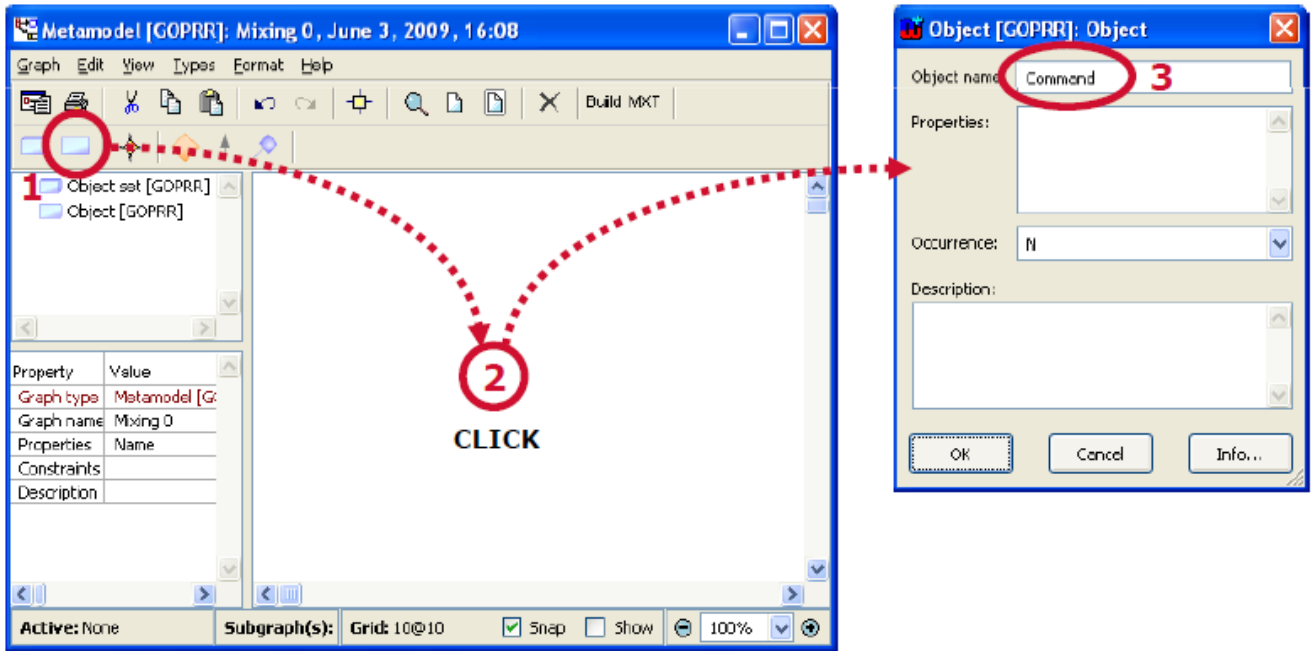 Metamodel [GOPRR]: Mixing 0, June 3, 2009, 16:08
Graph Edit View Types Format Help
Build MXT
1
Object set [GOPRR]
Object [GOPRR]
Property Value
Graph type Metamodel [G
Graph name Mixing 0
Properties Name
Constraints
Description
2
CLICK
Active: None Subgraph(s): Grid: 10@10 Snap Show 100%
Object [GOPRR]: Object
Object name Command 3
Properties:
Occurrence: N
Description:
OK Cancel Info...